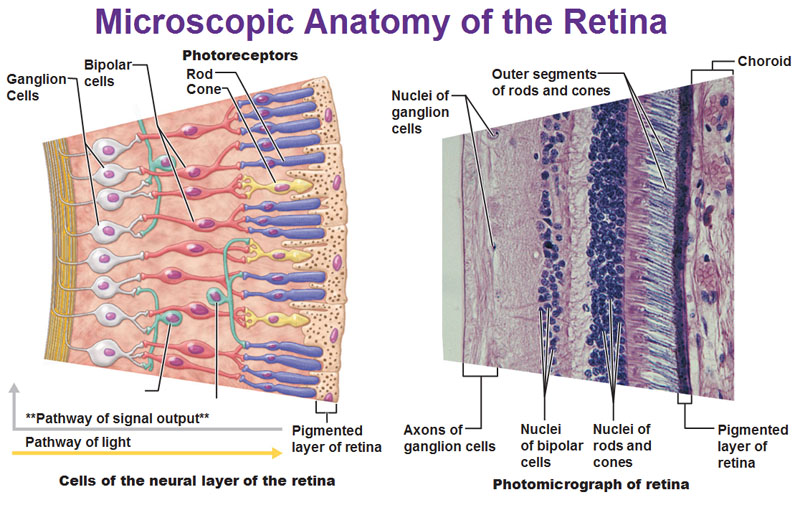 Microscopic Anatomy of the Retina
Ganglion
Cells
Bipolar
cells
Photoreceptors
Rod
Cone
**Pathway of signal output**
Pathway of light
Pigmented
layer of retina
Cells of the neural layer of the retina
Nuclei of
ganglion
cells
Outer segments
of rods and cones
Choroid
Axons of
ganglion cells
Nuclei
of bipolar
cells
Nuclei of
rods and
cones
Pigmented
layer of
retina
Photomicrograph of retina